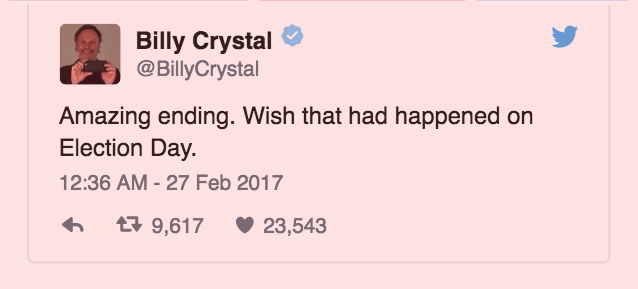 Billy Crystal
@BillyCrystal
Amazing ending. Wish that had happened on
Election Day.
12:36 AM - 27 Feb 2017
9,617 23,543